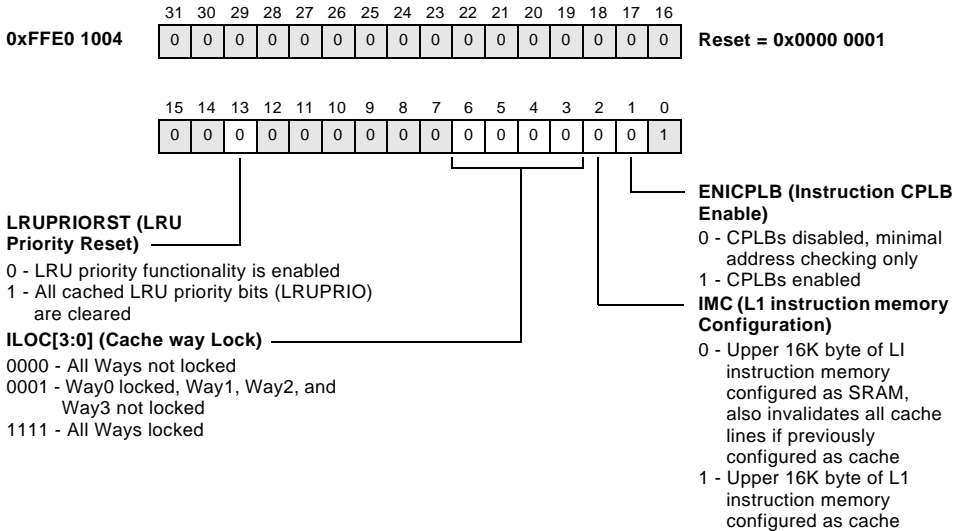 31 30 29 28 27 26 25 24 23 22 21 20 19 18 17 16
0xFFE0 1004
0 0 0 0 0 0 0 0 0 0 0 0 0 0 0 0
Reset = 0x0000 0001
15 14 13 12 11 10 9 8 7 6 5 4 3 2 1 0
0 0 0 0 0 0 0 0 0 0 0 0 0 0 0 1
LRUPRIORST (LRU
Priority Reset)
0 - LRU priority functionality is enabled
1 - All cached LRU priority bits (LRUPRIO)
are cleared
ILOC[3:0] (Cache way Lock)
0000 - All Ways not locked
0001 - Way0 locked, Way1, Way2, and
Way3 not locked
1111 - All Ways locked
ENICPLB (Instruction CPLB
Enable)
0 - CPLBs disabled, minimal
address checking only
1 - CPLBs enabled
IMC (L1 instruction memory
Configuration)
0 - Upper 16K byte of LI
instruction memory
configured as SRAM,
also invalidates all cache
lines if previously
configured as cache
1 - Upper 16K byte of L1
instruction memory
configured as cache